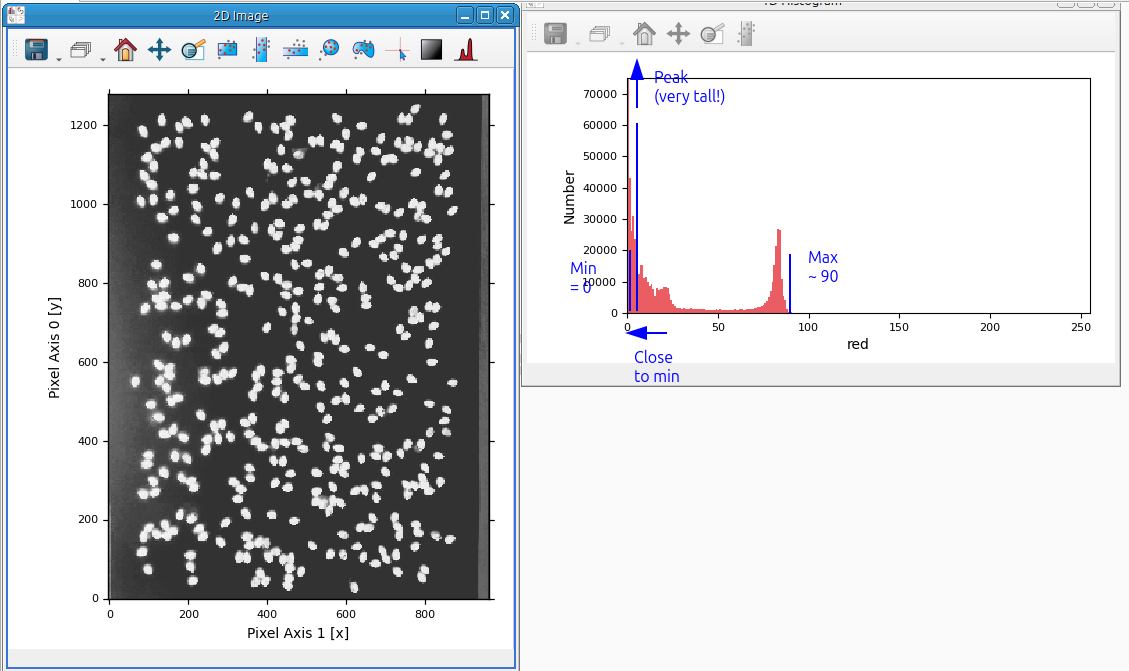 2D Image
1200
1000
800
600
400
200
0
Pixel Axis 0 [y]
0
200
400
600
800
Pixel Axis 1 [x]
1D Histogram
Peak
(very tall!)
70000
60000
50000
40000
30000
20000
10000
0
Number
Min
= 0
Max
~ 90
0
50
100
150
200
250
red
Close
to min